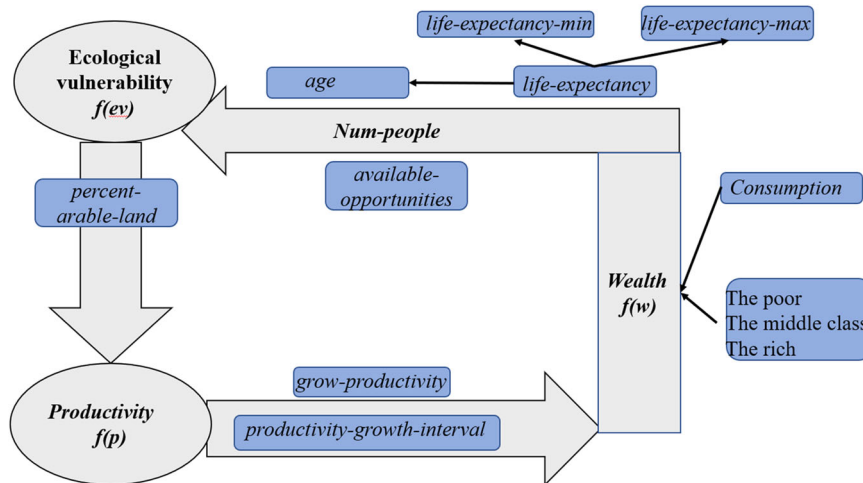 life-expectancy-min
life-expectancy-max
Ecological
vulnerability
f(ev)
age
life-expectancy
Num-people
percent-
arable-land
available-
opportunities
Consumption
Wealth
f(w)
The poor
The middle class
The rich
Productivity
f(p)
grow-productivity
productivity-growth-interval